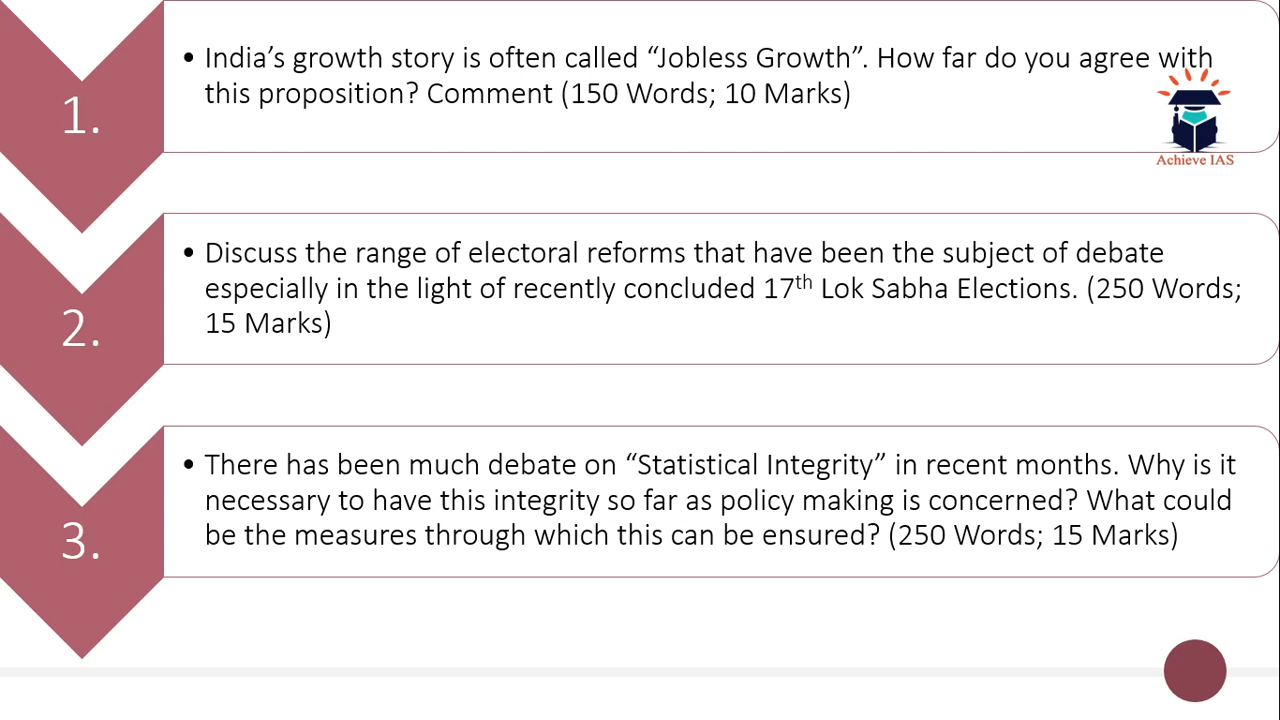 1.
• India’s growth story is often called “Jobless Growth”. How far do you agree with
this proposition? Comment (150 Words; 10 Marks)
Achieve IAS
2.
• Discuss the range of electoral reforms that have been the subject of debate
especially in the light of recently concluded 17th Lok Sabha Elections. (250 Words;
15 Marks)
3.
• There has been much debate on “Statistical Integrity” in recent months. Why is it
necessary to have this integrity so far as policy making is concerned? What could
be the measures through which this can be ensured? (250 Words; 15 Marks)